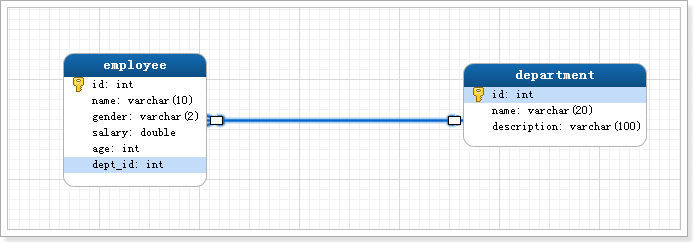 employee
id: int
name: varchar(10)
gender: varchar(2)
salary: double
age: int
dept_id: int
department
id: int
name: varchar(20)
description: varchar(100)